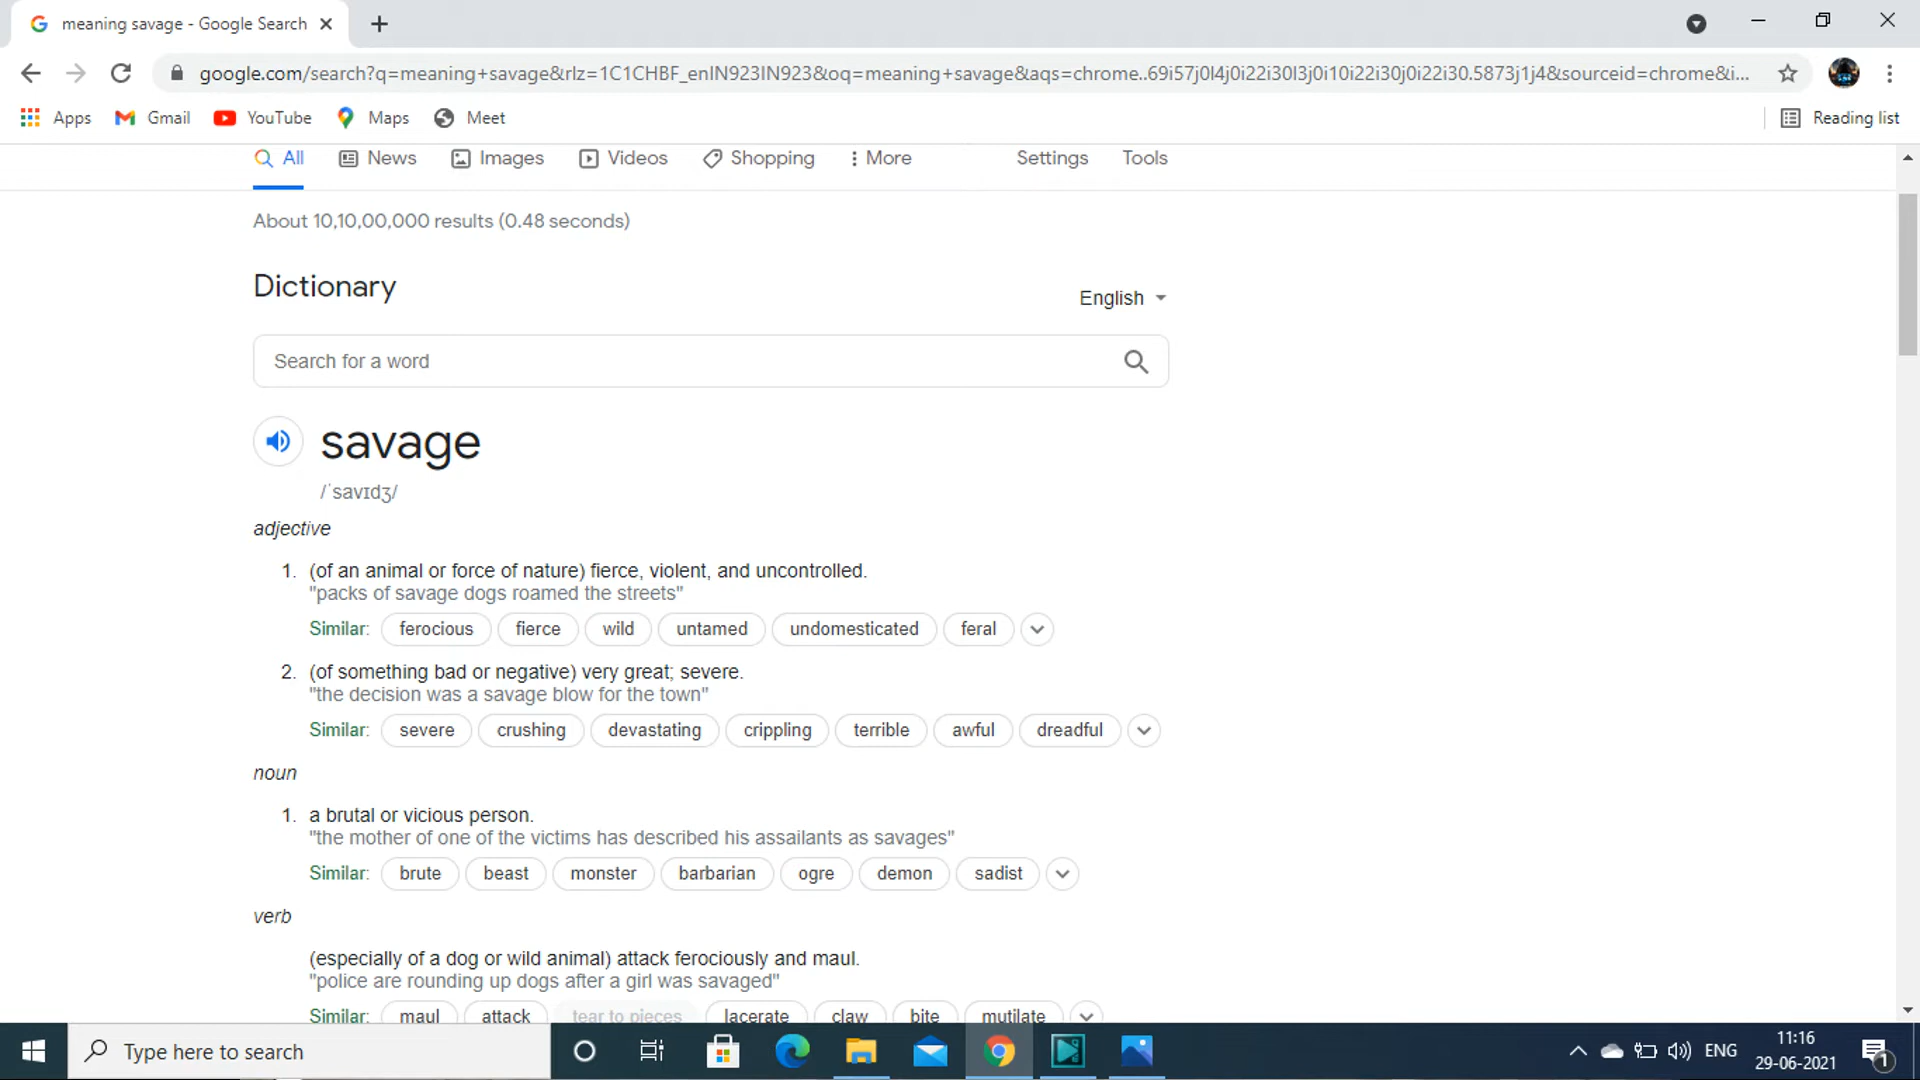 meaning savage - Google Search
google.com/search?q=meaning+savage&rlz=1C1CHBF_enIN923IN923&oq=meaning+savage&aqs=chrome..69i57j0l4j0i22i30l3j0i10i22i30j0i22i30.5873j1j4&sourceid=chrome&i...
Apps Gmail YouTube Maps Meet Reading list
All News Images Videos Shopping More Settings Tools
About 10,10,00,000 results (0.48 seconds)
Dictionary
English
Search for a word
savage
/ˈsavɪdʒ/
adjective
1. (of an animal or force of nature) fierce, violent, and uncontrolled.
"packs of savage dogs roamed the streets"
Similar: ferocious fierce wild untamed undomesticated feral
2. (of something bad or negative) very great; severe.
"the decision was a savage blow for the town"
Similar: severe crushing devastating crippling terrible awful dreadful
noun
1. a brutal or vicious person.
"the mother of one of the victims has described his assailants as savages"
Similar: brute beast monster barbarian ogre demon sadist
verb
(especially of a dog or wild animal) attack ferociously and maul.
"police are rounding up dogs after a girl was savaged"
Similar: maul attack tear to pieces lacerate claw bite mutilate
Type here to search
ENG
11:16
29-06-2021
1